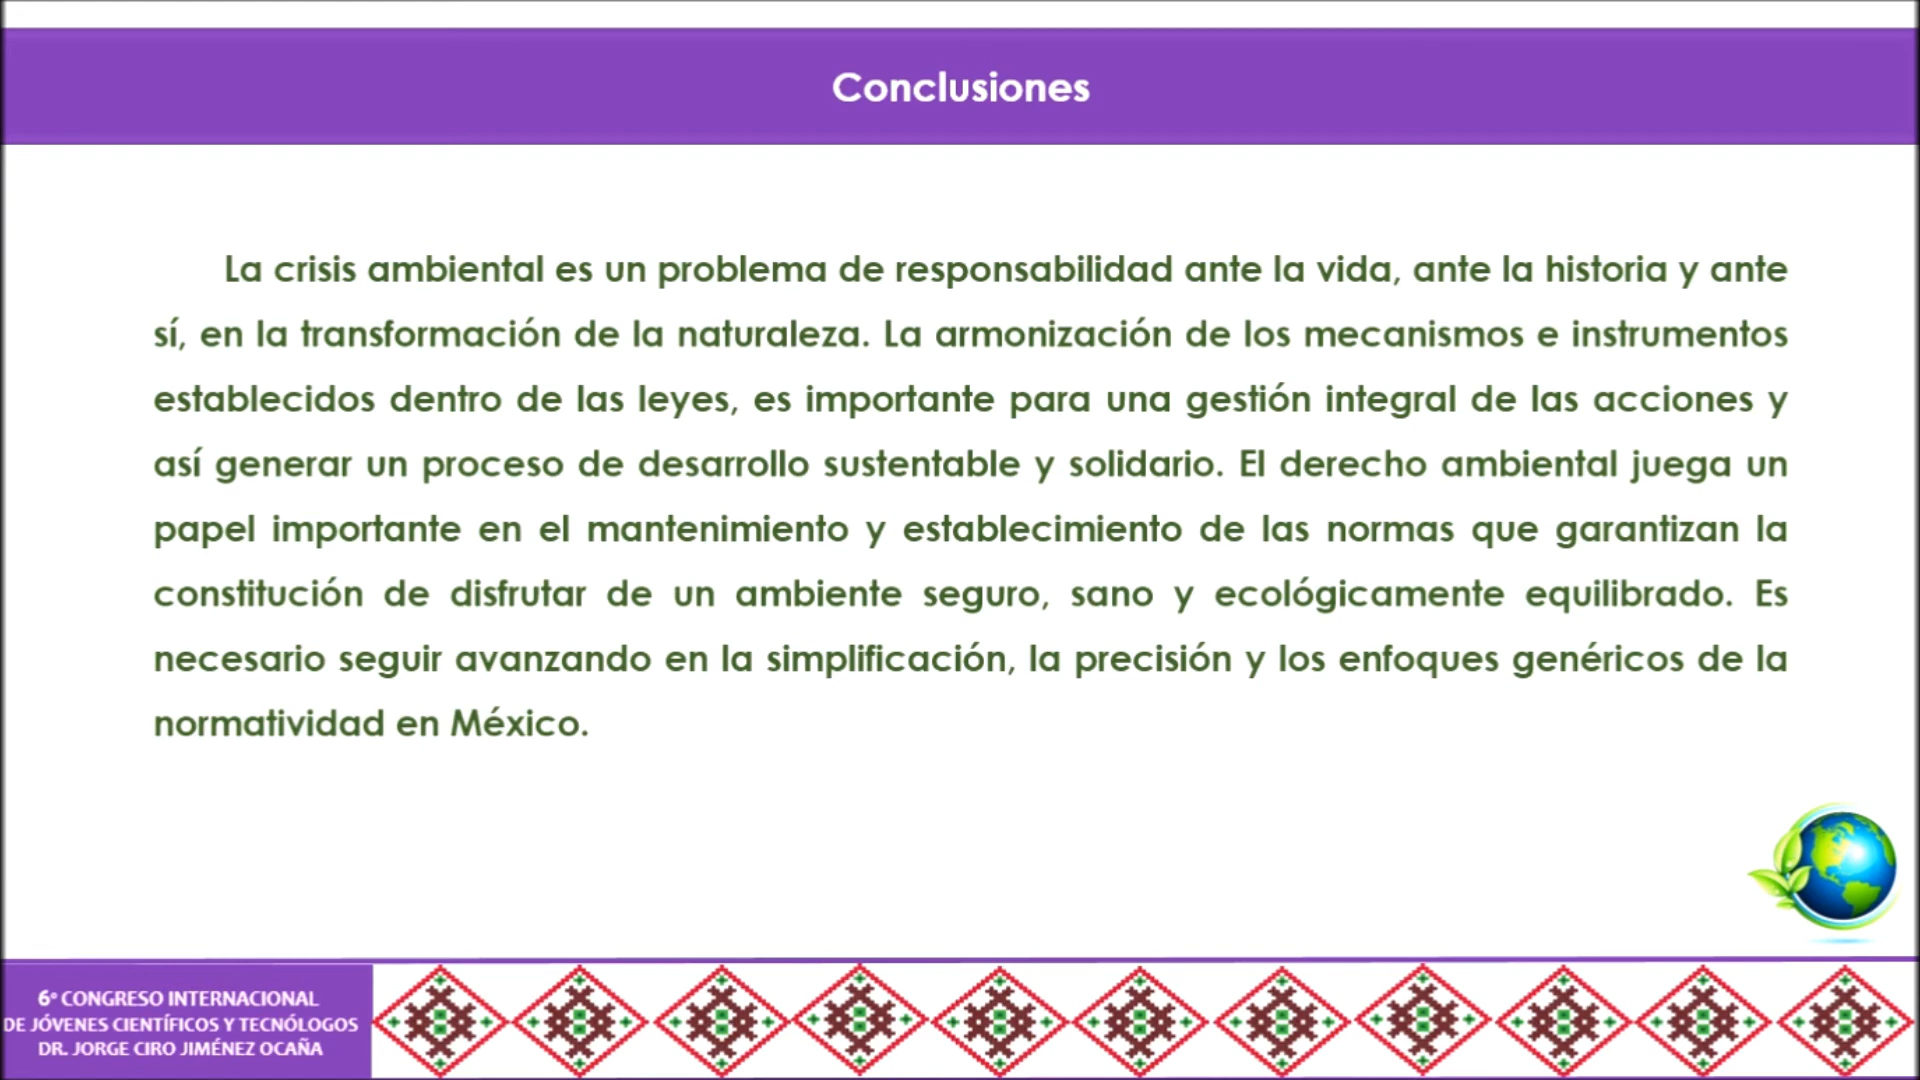 Conclusiones
La crisis ambiental es un problema de responsabilidad ante la vida, ante la historia y ante
sí, en la transformación de la naturaleza. La armonización de los mecanismos e instrumentos
establecidos dentro de las leyes, es importante para una gestión integral de las acciones y
así generar un proceso de desarrollo sustentable y solidario. El derecho ambiental juega un
papel importante en el mantenimiento y establecimiento de las normas que garantizan la
constitución de disfrutar de un ambiente seguro, sano y ecológicamente equilibrado. Es
necesario seguir avanzando en la simplificación, la precisión y los enfoques genéricos de la
normatividad en México.
6º CONGRESO INTERNACIONAL
DE JÓVENES CIENTÍFICOS Y TECNÓLOGOS
DR. JORGE CIRO JIMÉNEZ OCAÑA